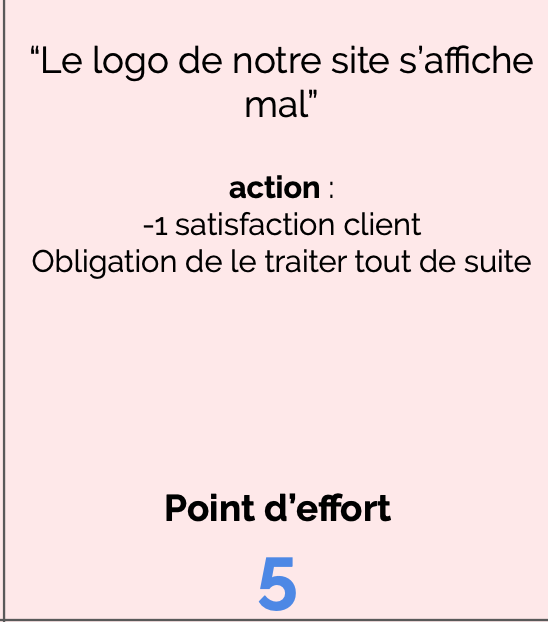 “Le logo de notre site s’affiche
mal”
action :
-1 satisfaction client
Obligation de le traiter tout de suite
Point d’effort
5